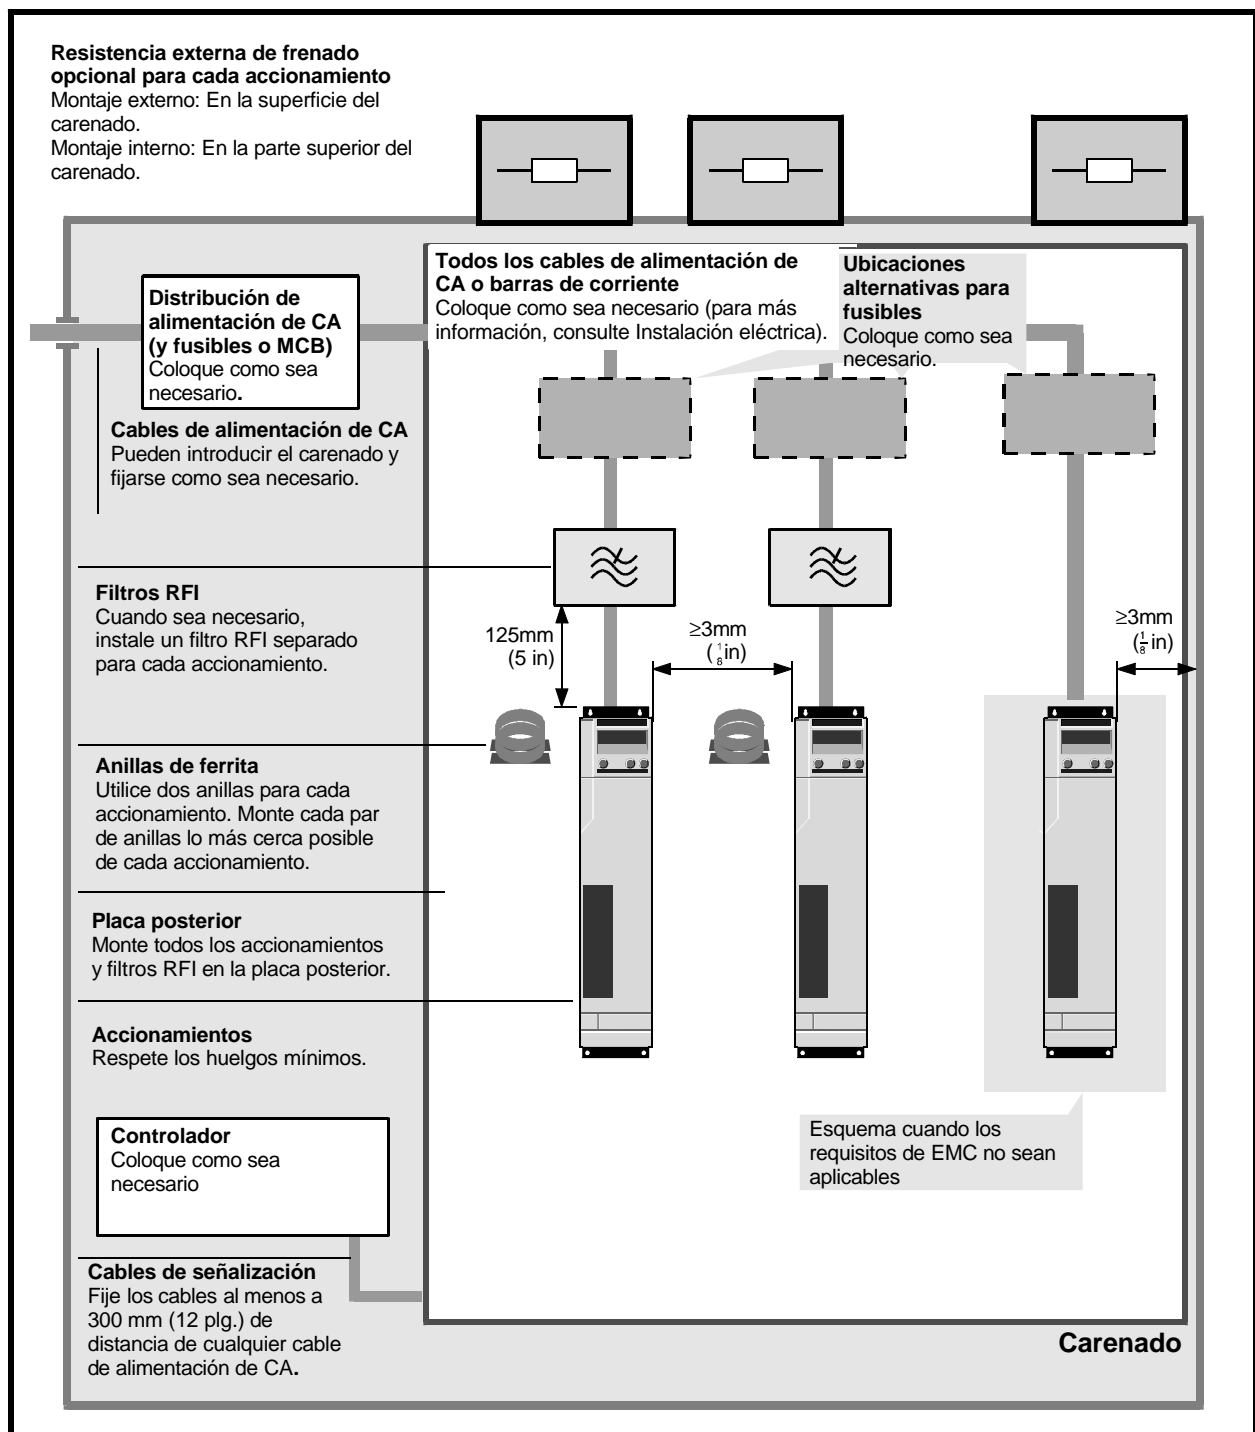 Resistencia externa de frenado
opcional para cada accionamiento
Montaje externo: En la superficie del
carenado.
Montaje interno: En la parte superior del
carenado.
Distribución de
alimentación de CA
(y fusibles o MCB)
Coloque como sea
necesario.
Todos los cables de alimentación de
CA o barras de corriente
Coloque como sea necesario (para más
información, consulte Instalación eléctrica).
Ubicaciones
alternativas para
fusibles
Coloque como sea
necesario.
Cables de alimentación de CA
Pueden introducir el carenado y
fijarse como sea necesario.
Filtros RFI
Cuando sea necesario,
instale un filtro RFI separado
para cada accionamiento.
125mm
(5 in)
≥3mm
(1/8in)
≥3mm
(1/8 in)
Anillas de ferrita
Utilice dos anillas para cada
accionamiento. Monte cada par
de anillas lo más cerca posible
de cada accionamiento.
Placa posterior
Monte todos los accionamientos
y filtros RFI en la placa posterior.
Accionamientos
Respete los huelgos mínimos.
Controlador
Coloque como sea
necesario
Esquema cuando los
requisitos de EMC no sean
aplicables
Cables de señalización
Fije los cables al menos a
300 mm (12 plg.) de
distancia de cualquier cable
de alimentación de CA.
Carenado